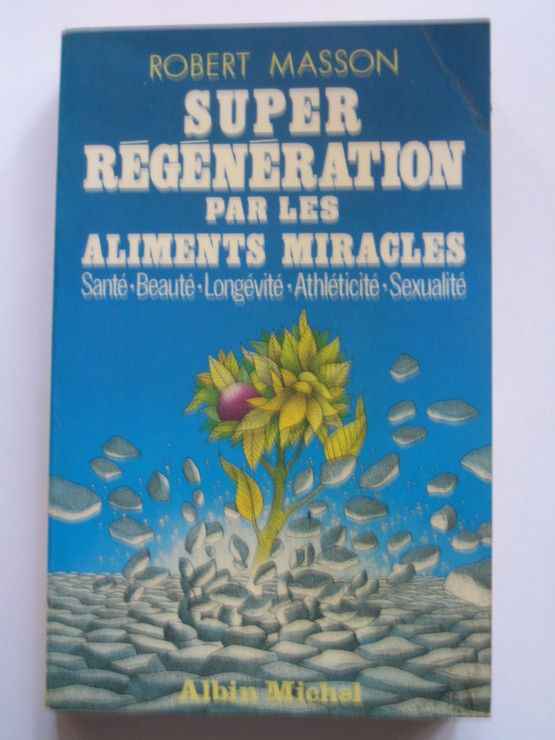 ROBERT MASSON
SUPER
RÉGÉNÉRATION
PAR LES
ALIMENTS MIRACLES
Santé·Beauté·Longévité·Athléticité·Sexualité
Albin Michel